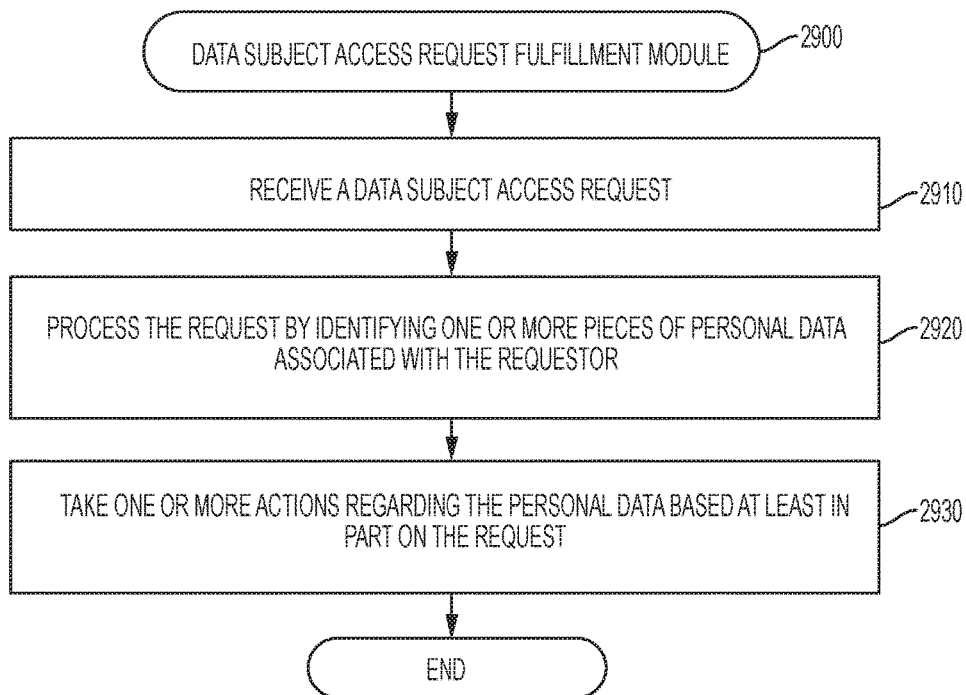 DATA SUBJECT ACCESS REQUEST FULFILLMENT MODULE
2900
RECEIVE A DATA SUBJECT ACCESS REQUEST
2910
PROCESS THE REQUEST BY IDENTIFYING ONE OR MORE PIECES OF PERSONAL DATA
ASSOCIATED WITH THE REQUESTOR
2920
TAKE ONE OR MORE ACTIONS REGARDING THE PERSONAL DATA BASED AT LEAST IN
PART ON THE REQUEST
2930
END